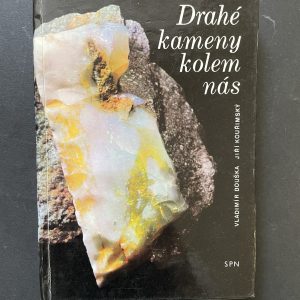 Drahé
kameny
kolem
nás
VLADIMÍR BOUŠKA JIŘÍ KOUŘIMSKÝ
SPN